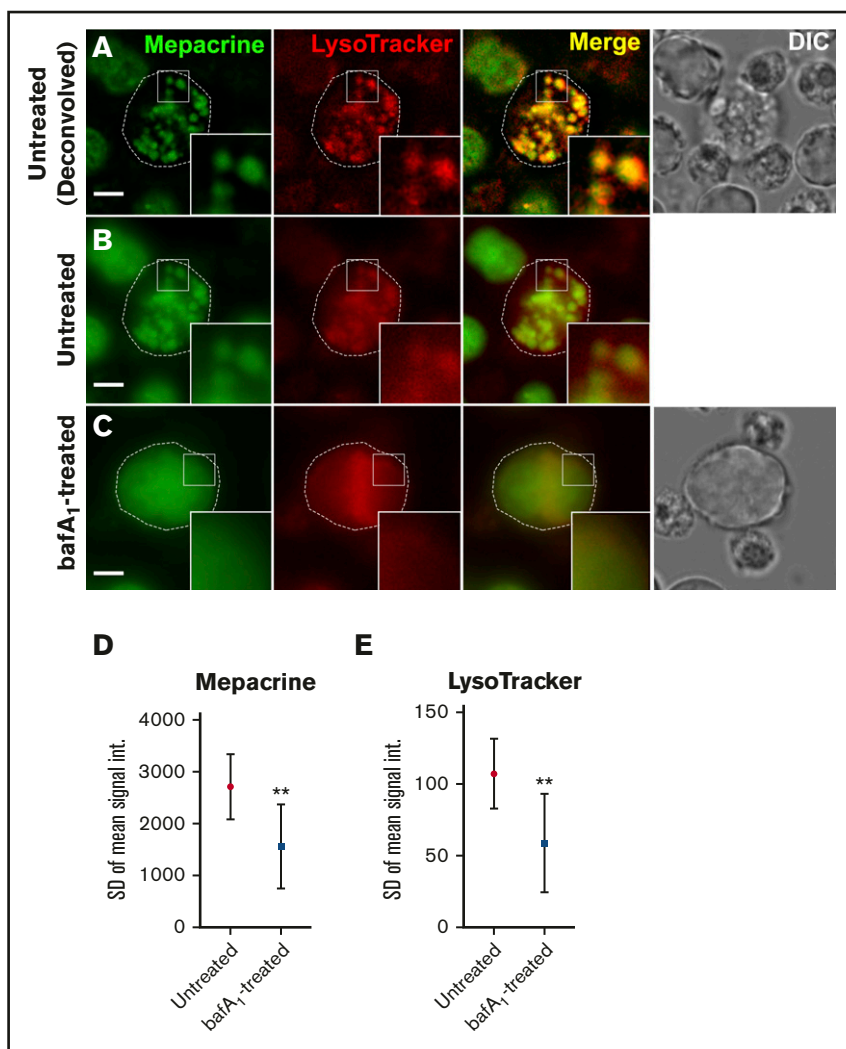 A
Mepacrine
LysoTracker
Merge
DIC
Untreated
(Deconvolved)
B
Untreated
C
bafA₁-treated
D
Mepacrine
SD of mean signal int.
4000
3000
2000
1000
0
**
Untreated
bafA₁-treated
E
LysoTracker
SD of mean signal int.
150
100
50
0
**
Untreated
bafA₁-treated